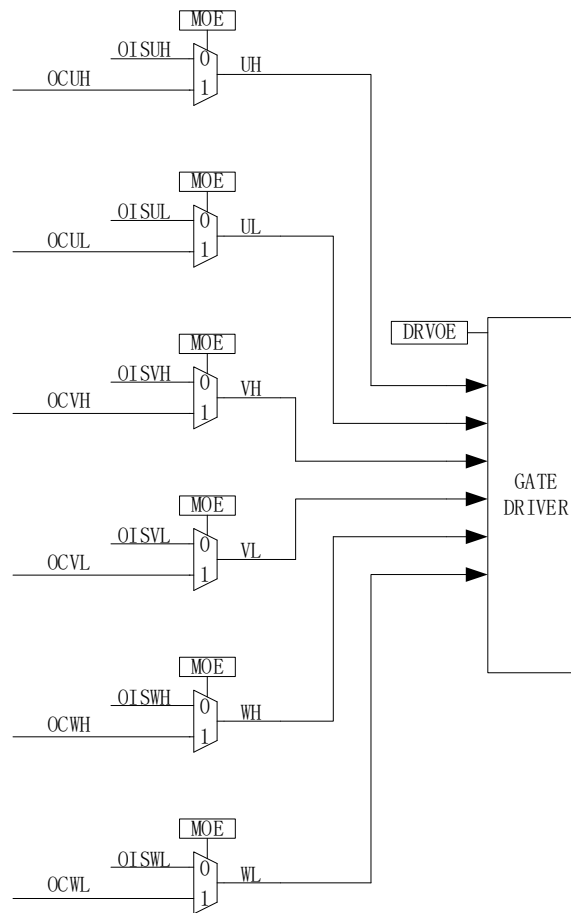 MOE
OISUH
0
UH
OCUH
1
MOE
OISUL
0
UL
OCUL
1
DRVOE
MOE
OISVH
0
VH
OCVH
1
GATE
DRIVER
MOE
OISVL
0
VL
OCVL
1
MOE
OISWH
0
WH
OCWH
1
MOE
OISWL
0
WL
OCWL
1